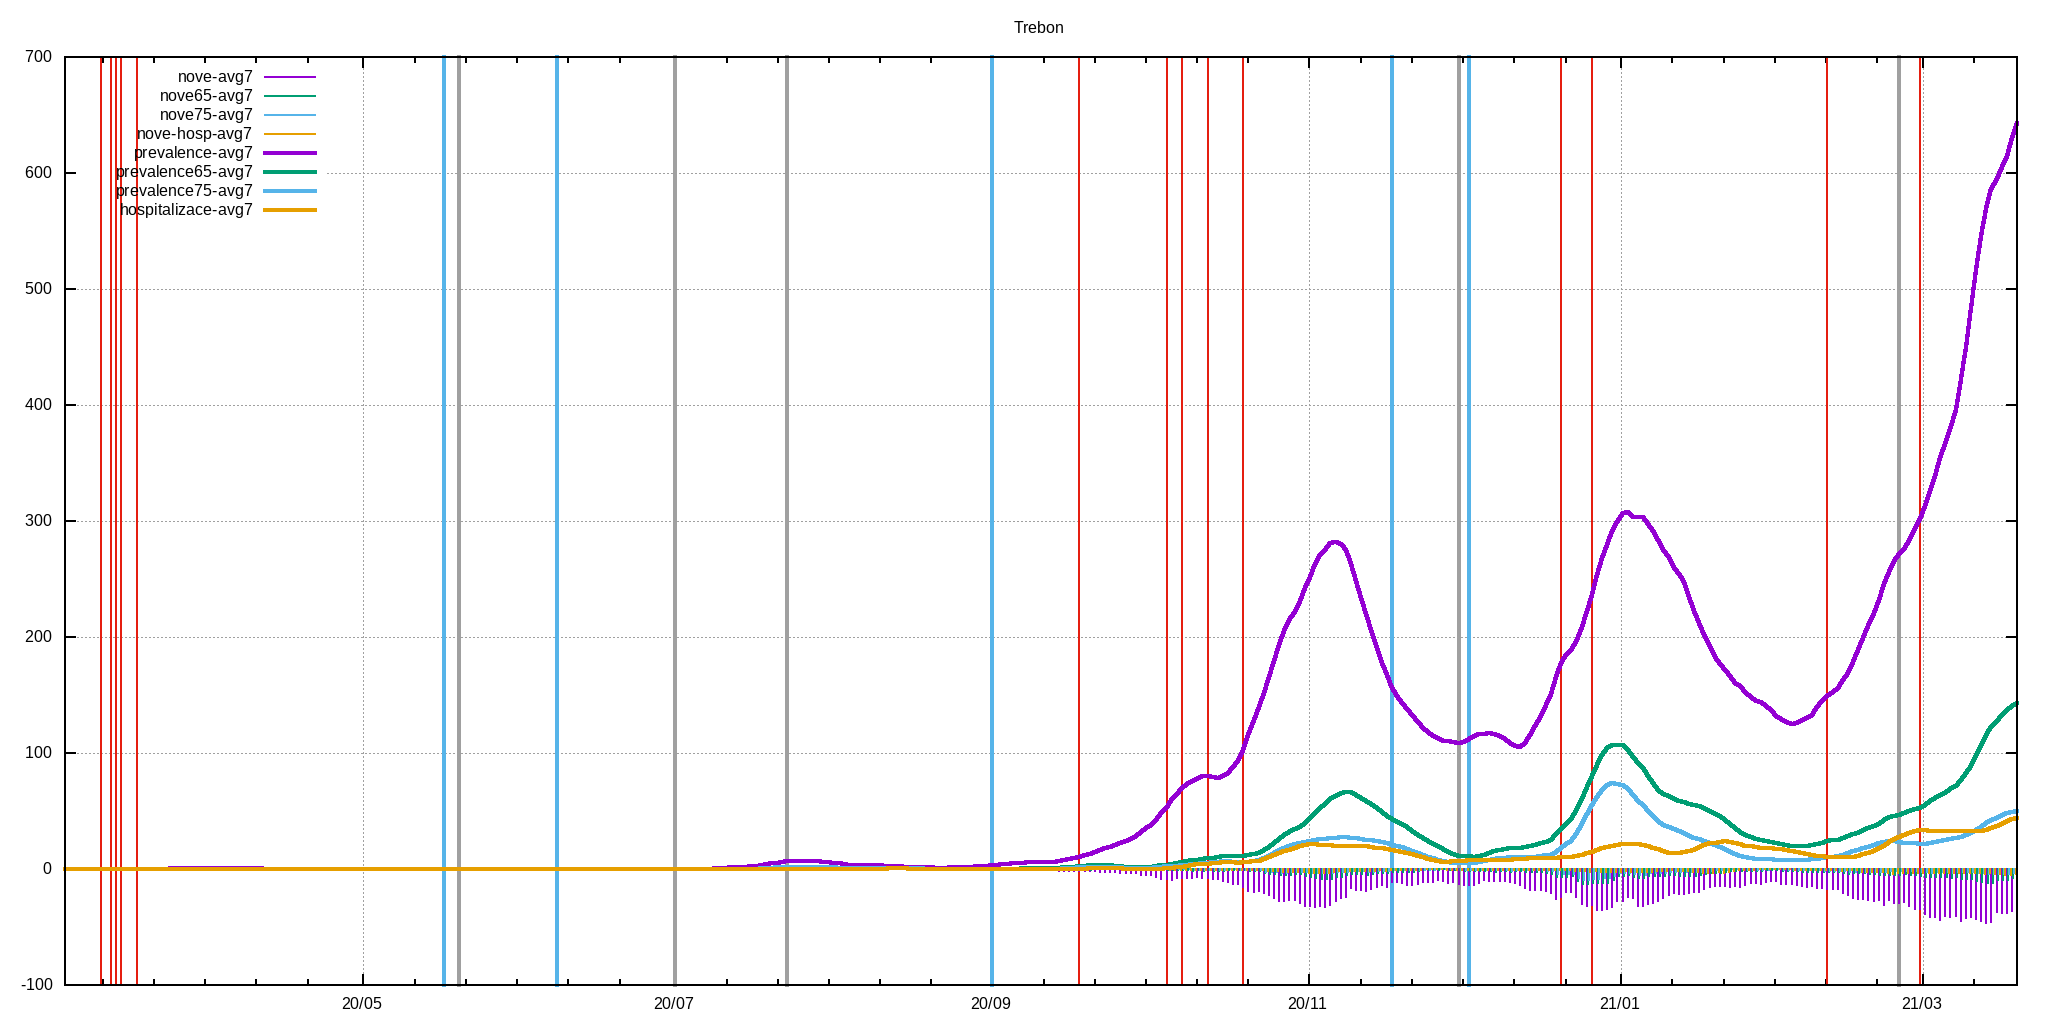 Trebon
700
nove-avg7
nove65-avg7
nove75-avg7
nove-hosp-avg7
prevalence-avg7
prevalence65-avg7
prevalence75-avg7
hospitalizace-avg7
600
500
400
300
200
100
0
-100
20/05
20/07
20/09
20/11
21/01
21/03